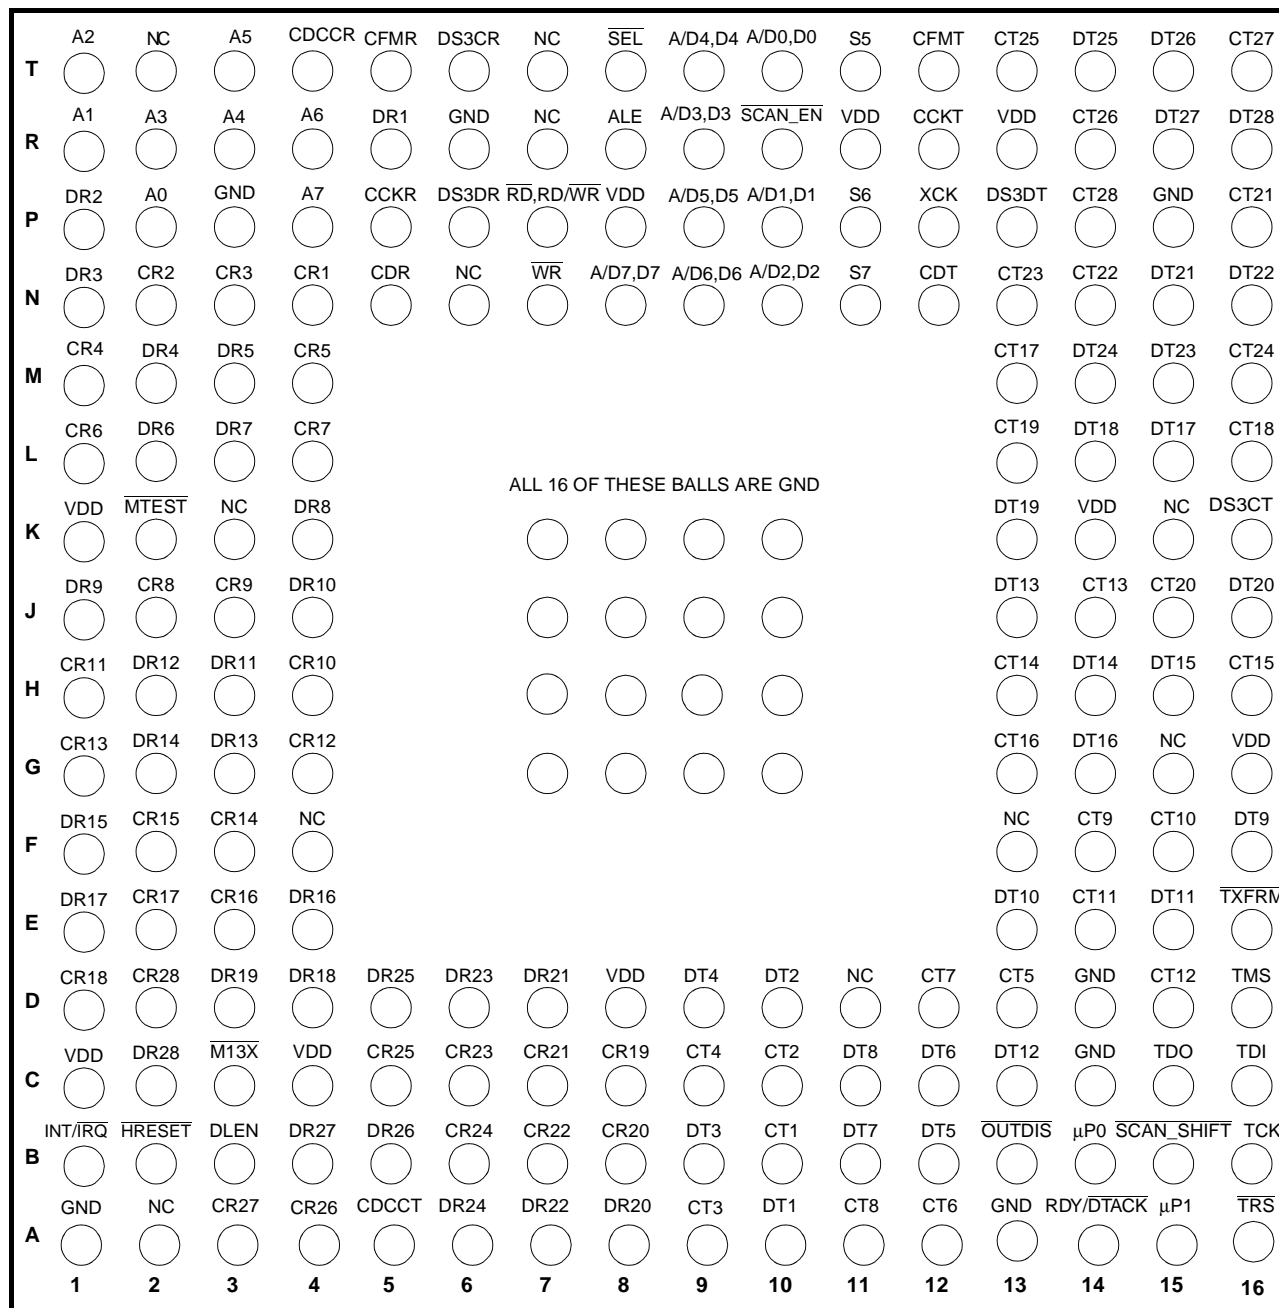 A2 NC A5 CDCCR CFMR DS3CR NC SEL A/D4,D4 A/D0,D0 S5 CFMT CT25 DT25 DT26 CT27
T
A1 A3 A4 A6 DR1 GND NC ALE A/D3,D3 SCAN_EN VDD CCKT VDD CT26 DT27 DT28
R
DR2 A0 GND A7 CCKR DS3DR RD,RD/WR VDD A/D5,D5 A/D1,D1 S6 XCK DS3DT CT28 GND CT21
P
DR3 CR2 CR3 CR1 CDR NC WR A/D7,D7 A/D6,D6 A/D2,D2 S7 CDT CT23 CT22 DT21 DT22
N
CR4 DR4 DR5 CR5 CT17 DT24 DT23 CT24
M
CR6 DR6 DR7 CR7 CT19 DT18 DT17 CT18
L
ALL 16 OF THESE BALLS ARE GND
VDD MTEST NC DR8 DT19 VDD NC DS3CT
K
DR9 CR8 CR9 DR10 DT13 CT13 CT20 DT20
J
CR11 DR12 DR11 CR10 CT14 DT14 DT15 CT15
H
CR13 DR14 DR13 CR12 CT16 DT16 NC VDD
G
DR15 CR15 CR14 NC NC CT9 CT10 DT9
F
DR17 CR17 CR16 DR16 DT10 CT11 DT11 TXFRM
E
CR18 CR28 DR19 DR18 DR25 DR23 DR21 VDD DT4 DT2 NC CT7 CT5 GND CT12 TMS
D
VDD DR28 M13X VDD CR25 CR23 CR21 CR19 CT4 CT2 DT8 DT6 DT12 GND TDO TDI
C
INT/IRQ HRESET DLEN DR27 DR26 CR24 CR22 CR20 DT3 CT1 DT7 DT5 OUTDIS µP0 SCAN_SHIFT TCK
B
GND NC CR27 CR26 CDCCT DR24 DR22 DR20 CT3 DT1 CT8 CT6 GND RDY/DTACK µP1 TRS
A
1 2 3 4 5 6 7 8 9 10 11 12 13 14 15 16